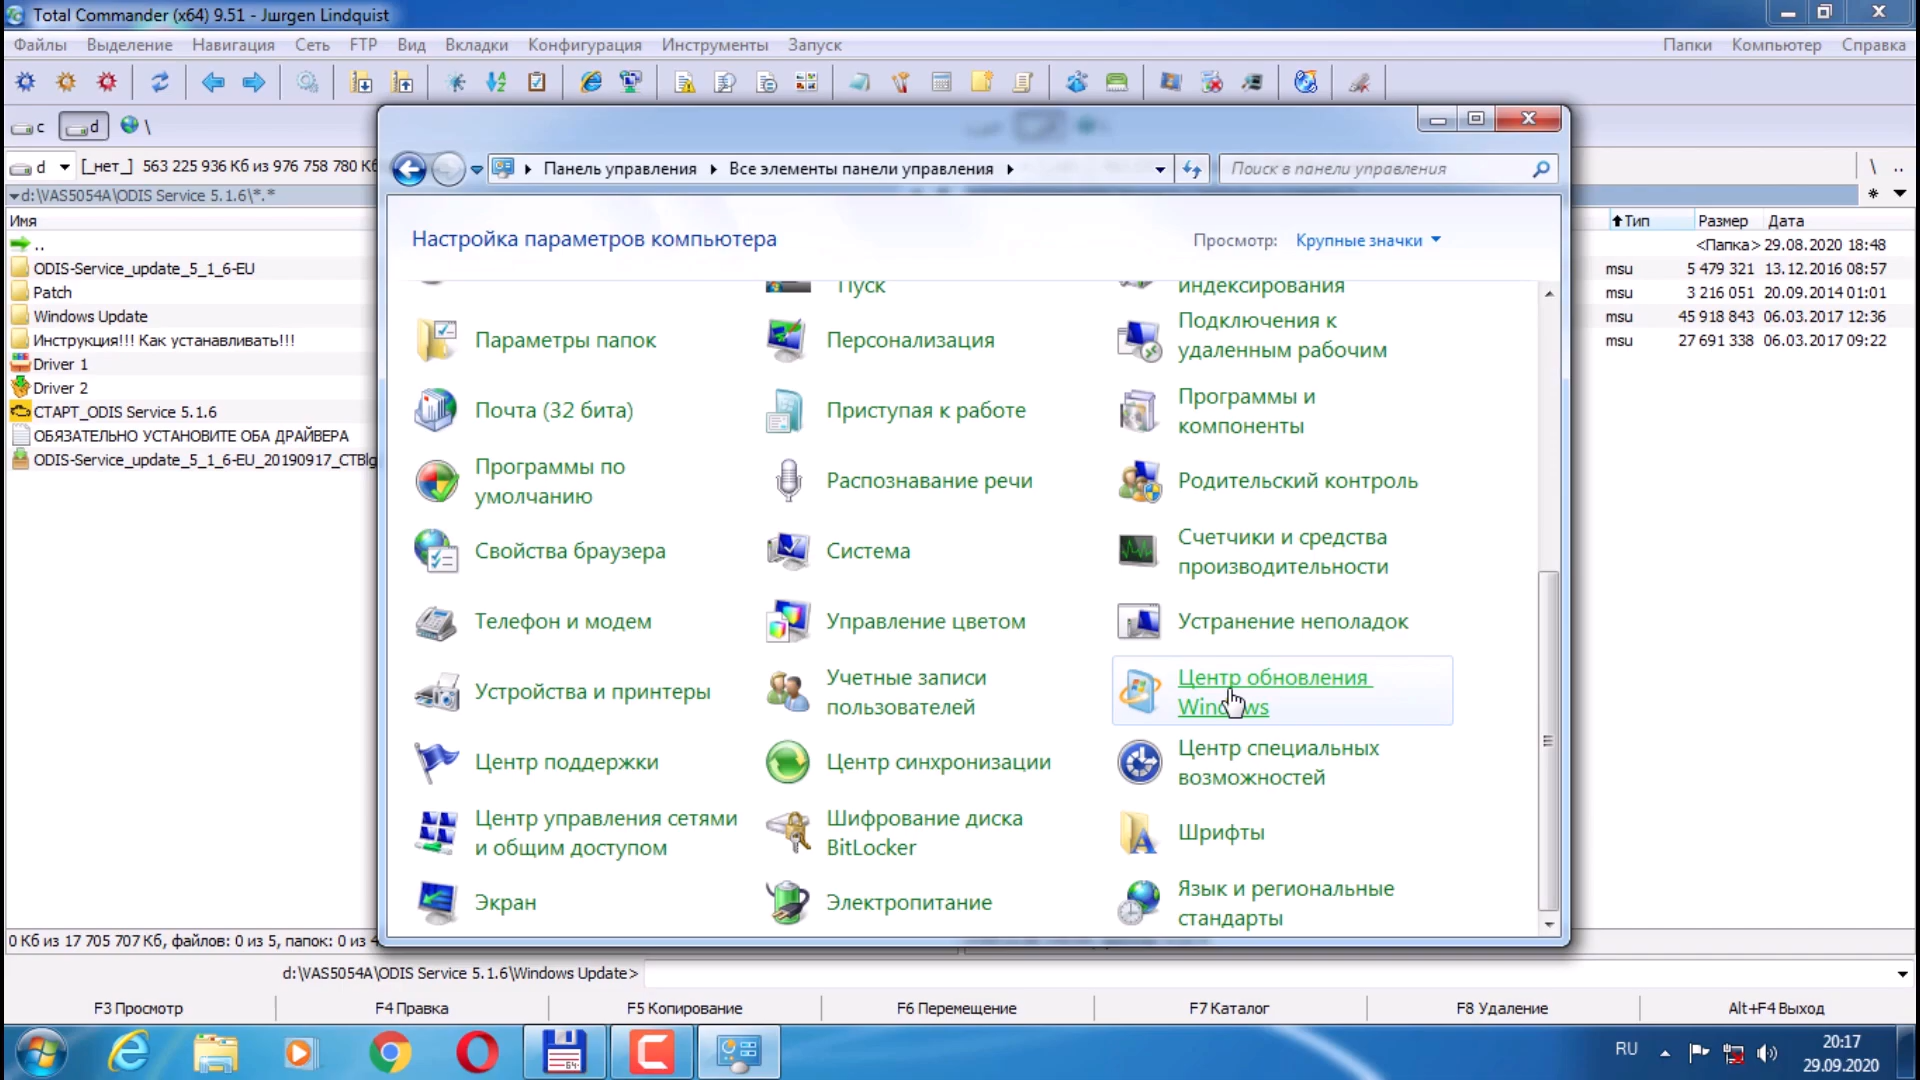 Total Commander (x64) 9.51 - Jɯrgen Lindquist
Файлы Выделение Навигация Сеть FTP Вид Вкладки Конфигурация Инструменты Запуск Папки Компьютер Справка
c d \
d [_нет_] 563 225 936 Кб из 976 758 780 Кб \ ..
d:\VAS5054A\ODIS Service 5.1.6\*.* *
Имя Тип Размер Дата
.. <Папка> 29.08.2020 18:48
ODIS-Service_update_5_1_6-EU msu 5 479 321 13.12.2016 08:57
Patch msu 3 216 051 20.09.2014 01:01
Windows Update msu 45 918 843 06.03.2017 12:36
Инструкция!!! Как устанавливать!!! msu 27 691 338 06.03.2017 09:22
Driver 1
Driver 2
СТАРТ_ODIS Service 5.1.6
ОБЯЗАТЕЛЬНО УСТАНОВИТЕ ОБА ДРАЙВЕРА
ODIS-Service_update_5_1_6-EU_20190917_CTBlg
Панель управления Все элементы панели управления
Поиск в панели управления
Настройка параметров компьютера
Просмотр: Крупные значки
Пуск
индексирования
Параметры папок
Персонализация
Подключения к
удаленным рабочим
Почта (32 бита)
Приступая к работе
Программы и
компоненты
Программы по
умолчанию
Распознавание речи
Родительский контроль
Свойства браузера
Система
Счетчики и средства
производительности
Телефон и модем
Управление цветом
Устранение неполадок
Устройства и принтеры
Учетные записи
пользователей
Центр обновления
Windows
Центр поддержки
Центр синхронизации
Центр специальных
возможностей
Центр управления сетями
и общим доступом
Шифрование диска
BitLocker
Шрифты
Экран
Электропитание
Язык и региональные
стандарты
0 Кб из 17 705 707 Кб, файлов: 0 из 5, папок: 0 из 4
d:\VAS5054A\ODIS Service 5.1.6\Windows Update>
F3 Просмотр F4 Правка F5 Копирование F6 Перемещение F7 Каталог F8 Удаление Alt+F4 Выход
64
RU
20:17
29.09.2020